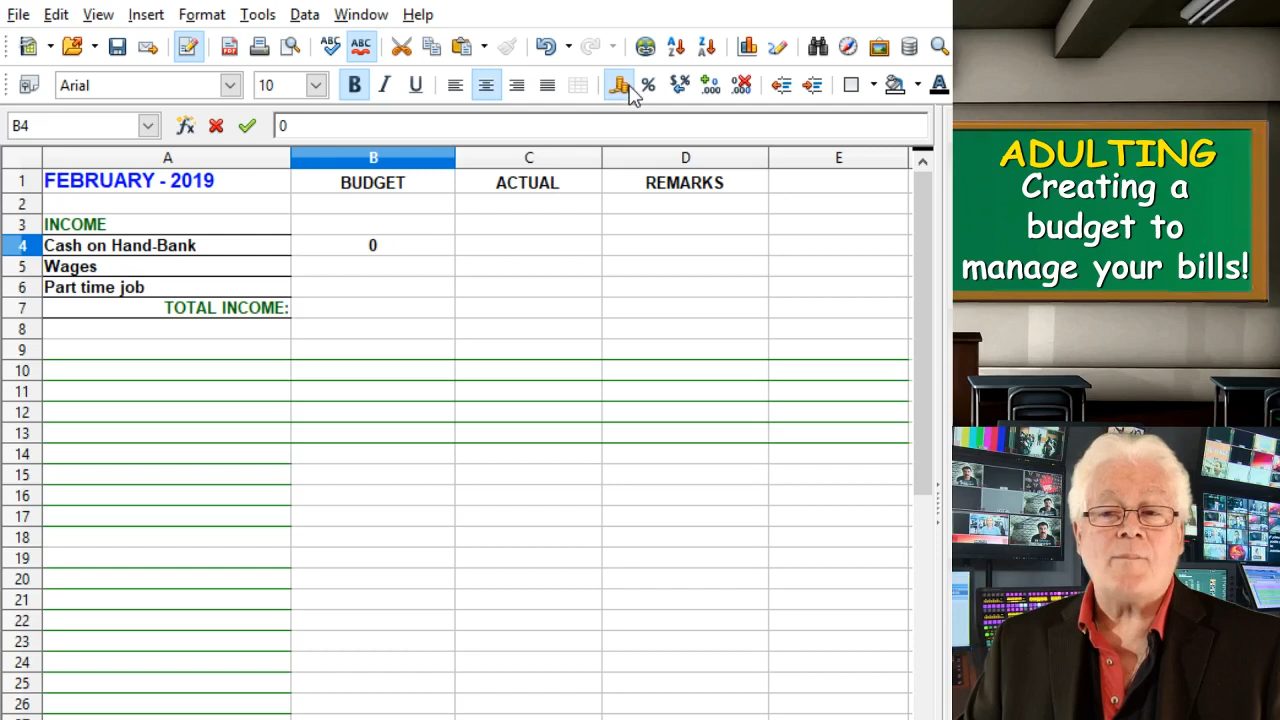 File Edit View Insert Format Tools Data Window Help
Arial 10
B4 0
A B C D E
1 FEBRUARY - 2019 BUDGET ACTUAL REMARKS
2
3 INCOME
4 Cash on Hand-Bank 0
5 Wages
6 Part time job
7 TOTAL INCOME:
8
9
10
11
12
13
14
15
16
17
18
19
20
21
22
23
24
25
26
ADULTING
Creating a
budget to
manage your bills!